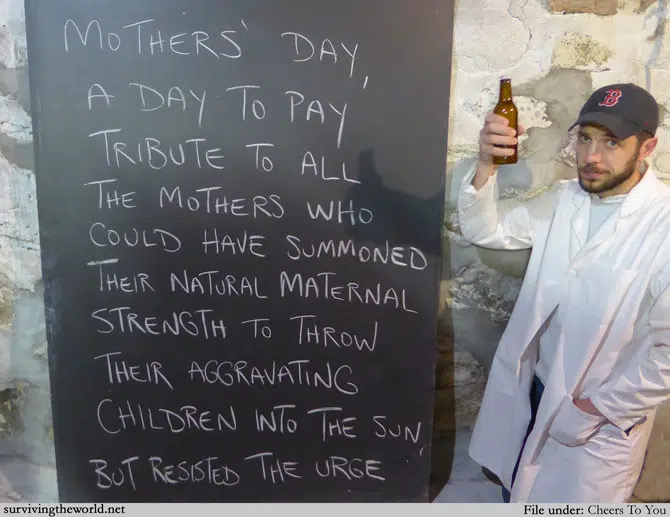 MOTHERS' DAY,
A DAY TO PAY
TRIBUTE TO ALL
THE MOTHERS WHO
COULD HAVE SUMMONED
THEIR NATURAL MATERNAL
STRENGTH TO THROW
THEIR AGGRAVATING
CHILDREN INTO THE SUN,
BUT RESISTED THE URGE
B
survivingtheworld.net
File under: Cheers To You